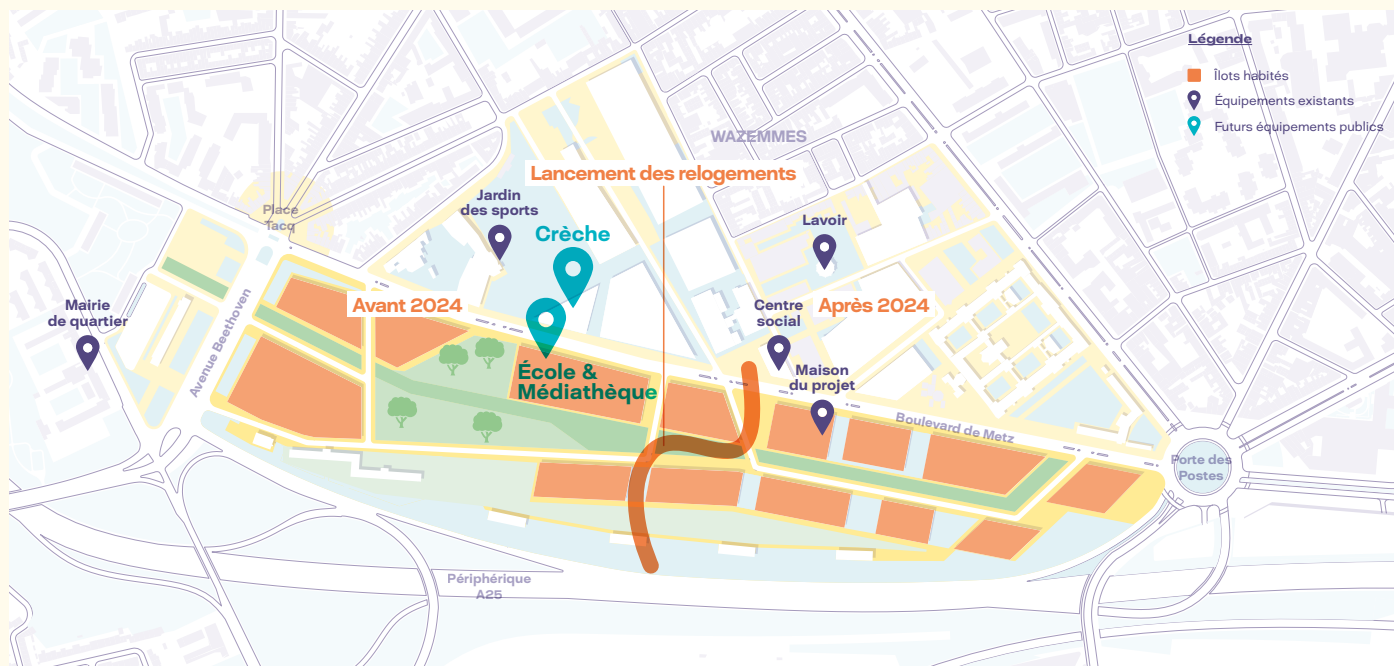 Légende
Îlots habités
Équipements existants
Futurs équipements publics
WAZEMMES
Lancement des relogements
Jardin
des sports
Place
Tacq
Crèche
Lavoir
Mairie
de quartier
Avant 2024
Centre
social
Après 2024
Avenue Beethoven
École &
Médiathèque
Maison
du projet
Boulevard de Metz
Porte des
Postes
Périphérique
A25